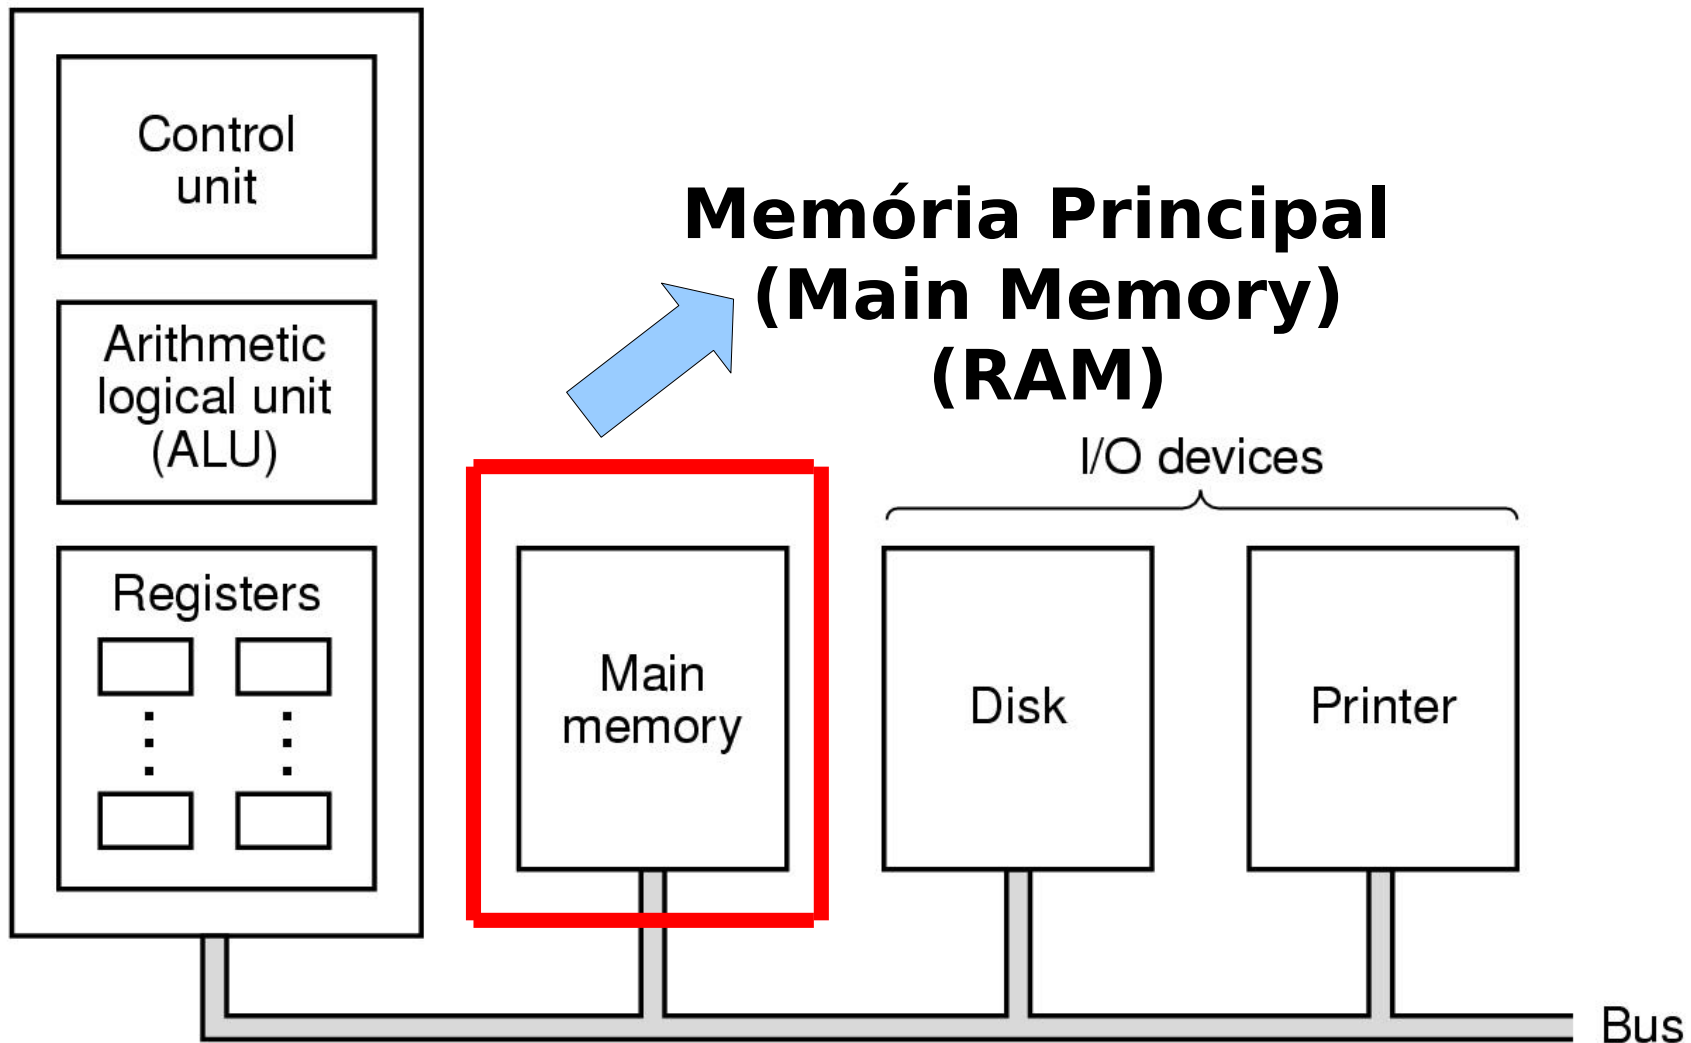 Control
unit
Arithmetic
logical unit
(ALU)
Registers
Memória Principal
(Main Memory)
(RAM)
I/O devices
Main
memory
Disk
Printer
Bus